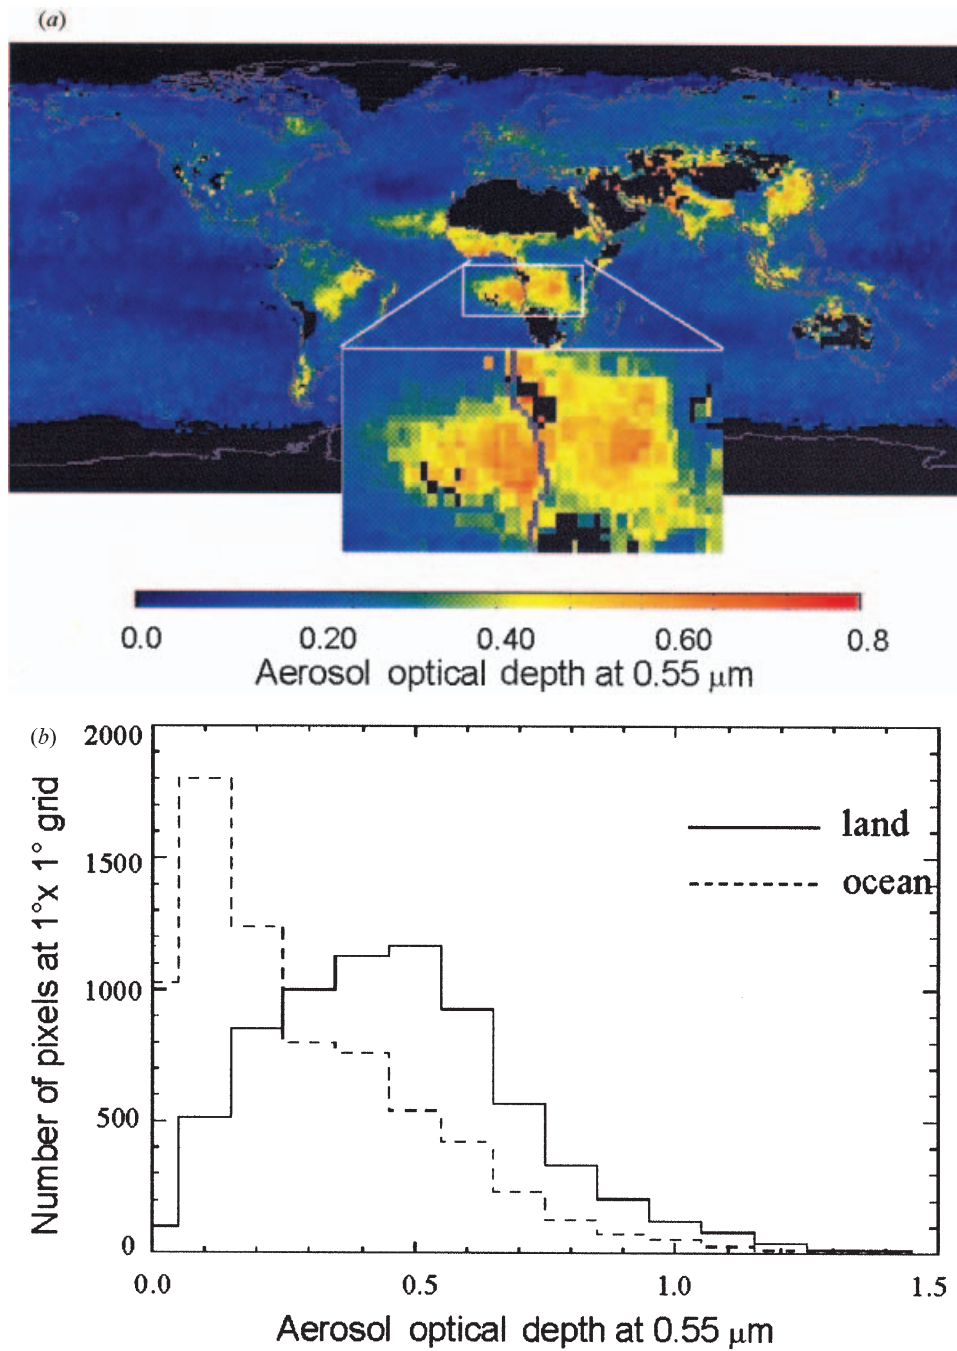 (a)
0.0 0.20 0.40 0.60 0.8
Aerosol optical depth at 0.55 μm
(b)
Number of pixels at 1°x 1° grid
2000
1500
1000
500
0
land
ocean
0.0 0.5 1.0 1.5
Aerosol optical depth at 0.55 μm